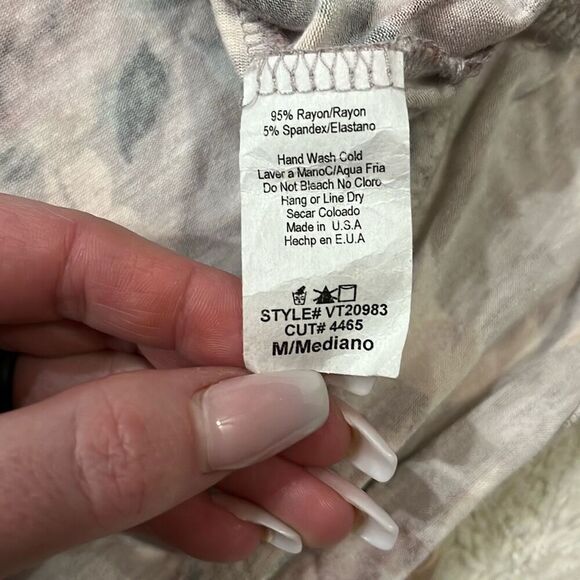 95% Rayon/Rayon
5% Spandex/Elastano
Hand Wash Cold
Laver a ManoC/Aqua Fria
Do Not Bleach No Cloro
Hang or Line Dry
Secar Coloado
Made in U.S.A
Hechp en E.U.A
STYLE# VT20983
CUT# 4465
M/Mediano